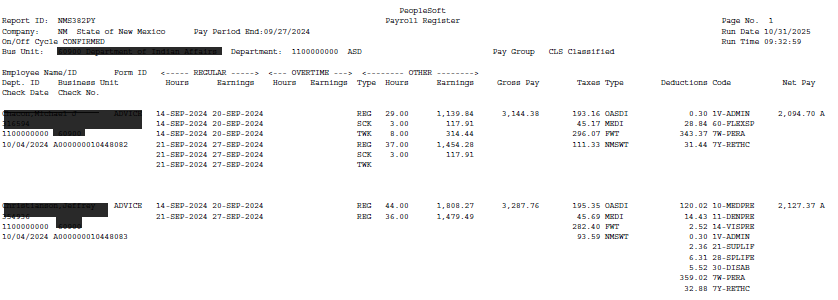 PeopleSoft
Report ID: NMS382PY Payroll Register Page No. 1
Company: NM State of New Mexico Pay Period End:09/27/2024 Run Date 10/31/2025
On/Off Cycle CONFIRMED Run Time 09:32:59
Bus Unit: Department: 1100000000 ASD Pay Group CLS Classified
Employee Name/ID Form ID <----- REGULAR -----> <--- OVERTIME ---> <-------- OTHER -------->
Dept. ID Business Unit Hours Earnings Hours Earnings Type Hours Earnings Gross Pay Taxes Type Deductions Code Net Pay
Check Date Check No.
ADVICE 14-SEP-2024 20-SEP-2024 REG 29.00 1,139.84 3,144.38 193.16 OASDI 0.30 1V-ADMIN 2,094.70 A
14-SEP-2024 20-SEP-2024 SCK 3.00 117.91 45.17 MEDI 28.84 60-FLEXSP
1100000000 14-SEP-2024 20-SEP-2024 TWK 8.00 314.44 296.07 FWT 343.37 7W-PERA
10/04/2024 A000000010448082 21-SEP-2024 27-SEP-2024 REG 37.00 1,454.28 111.33 NMSWT 31.44 7Y-RETHC
21-SEP-2024 27-SEP-2024 SCK 3.00 117.91
21-SEP-2024 27-SEP-2024 TWK
ADVICE 14-SEP-2024 20-SEP-2024 REG 44.00 1,808.27 3,287.76 195.35 OASDI 120.02 10-MEDPRE 2,127.37 A
21-SEP-2024 27-SEP-2024 REG 36.00 1,479.49 45.69 MEDI 14.43 11-DENPRE
1100000000 282.40 FWT 2.52 14-VISPRE
10/04/2024 A000000010448083 93.59 NMSWT 0.30 1V-ADMIN
2.36 21-SUPLIF
6.31 28-SPLIFE
5.52 30-DISAB
359.02 7W-PERA
32.88 7Y-RETHC